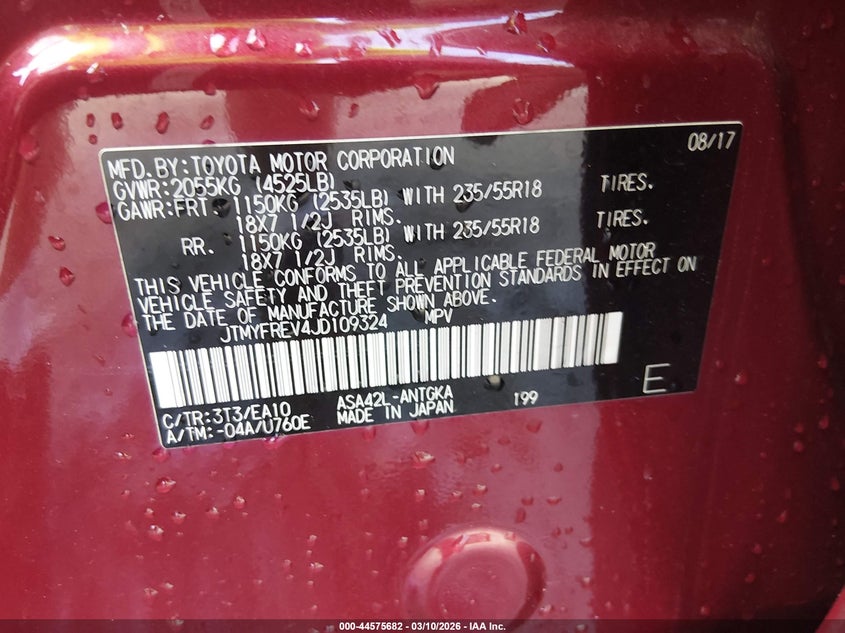 08/17
MFD.BY:TOYOTA MOTOR CORPORATION
GVWR:2055KG (4525LB)
GAWR:FRT. 1150KG (2535LB) WITH 235/55R18 TIRES.
18X7 1/2J RIMS.
RR. 1150KG (2535LB) WITH 235/55R18 TIRES.
18X7 1/2J RIMS.
THIS VEHICLE CONFORMS TO ALL APPLICABLE FEDERAL MOTOR
VEHICLE SAFETY AND THEFT PREVENTION STANDARDS IN EFFECT ON
THE DATE OF MANUFACTURE SHOWN ABOVE.
JTMYFREV4JD109324 MPV
E
C/TR:3T3/EA10 ASA42L-ANTGKA 199
A/TM:-04A/U760E MADE IN JAPAN
000-44575682 — 03/10/2026 — IAA Inc.